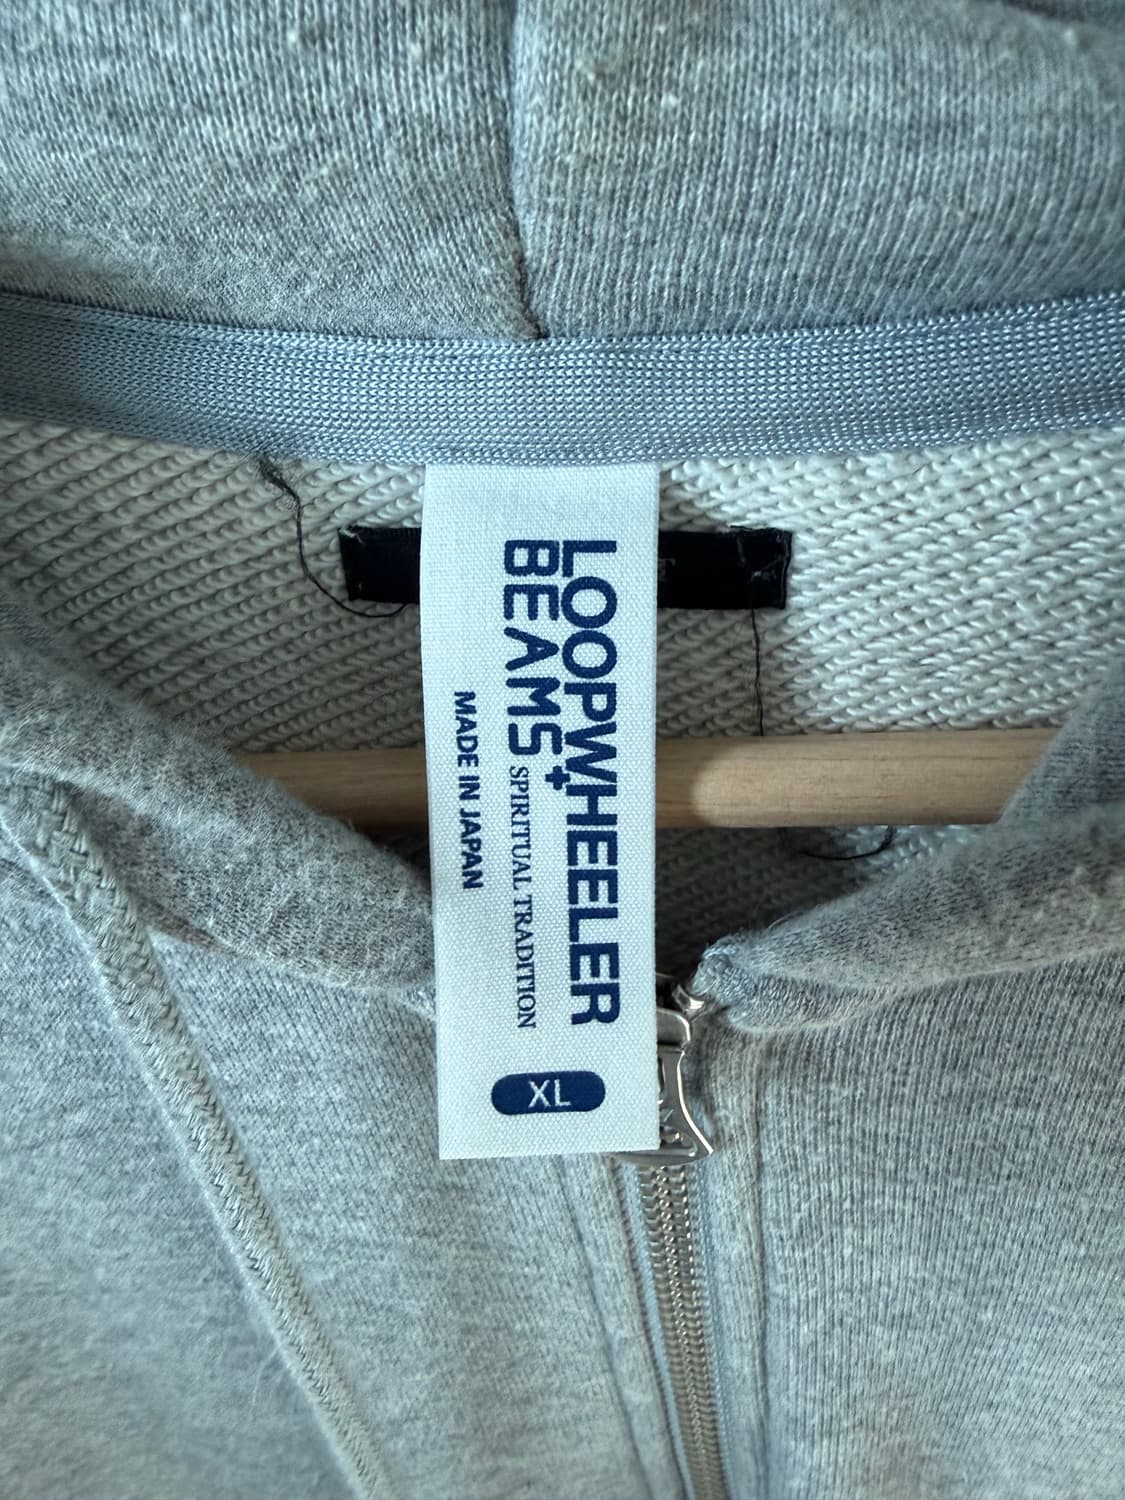 LOOPWHEELER
BEAMS+ SPIRITUAL TRADITION
MADE IN JAPAN
XL